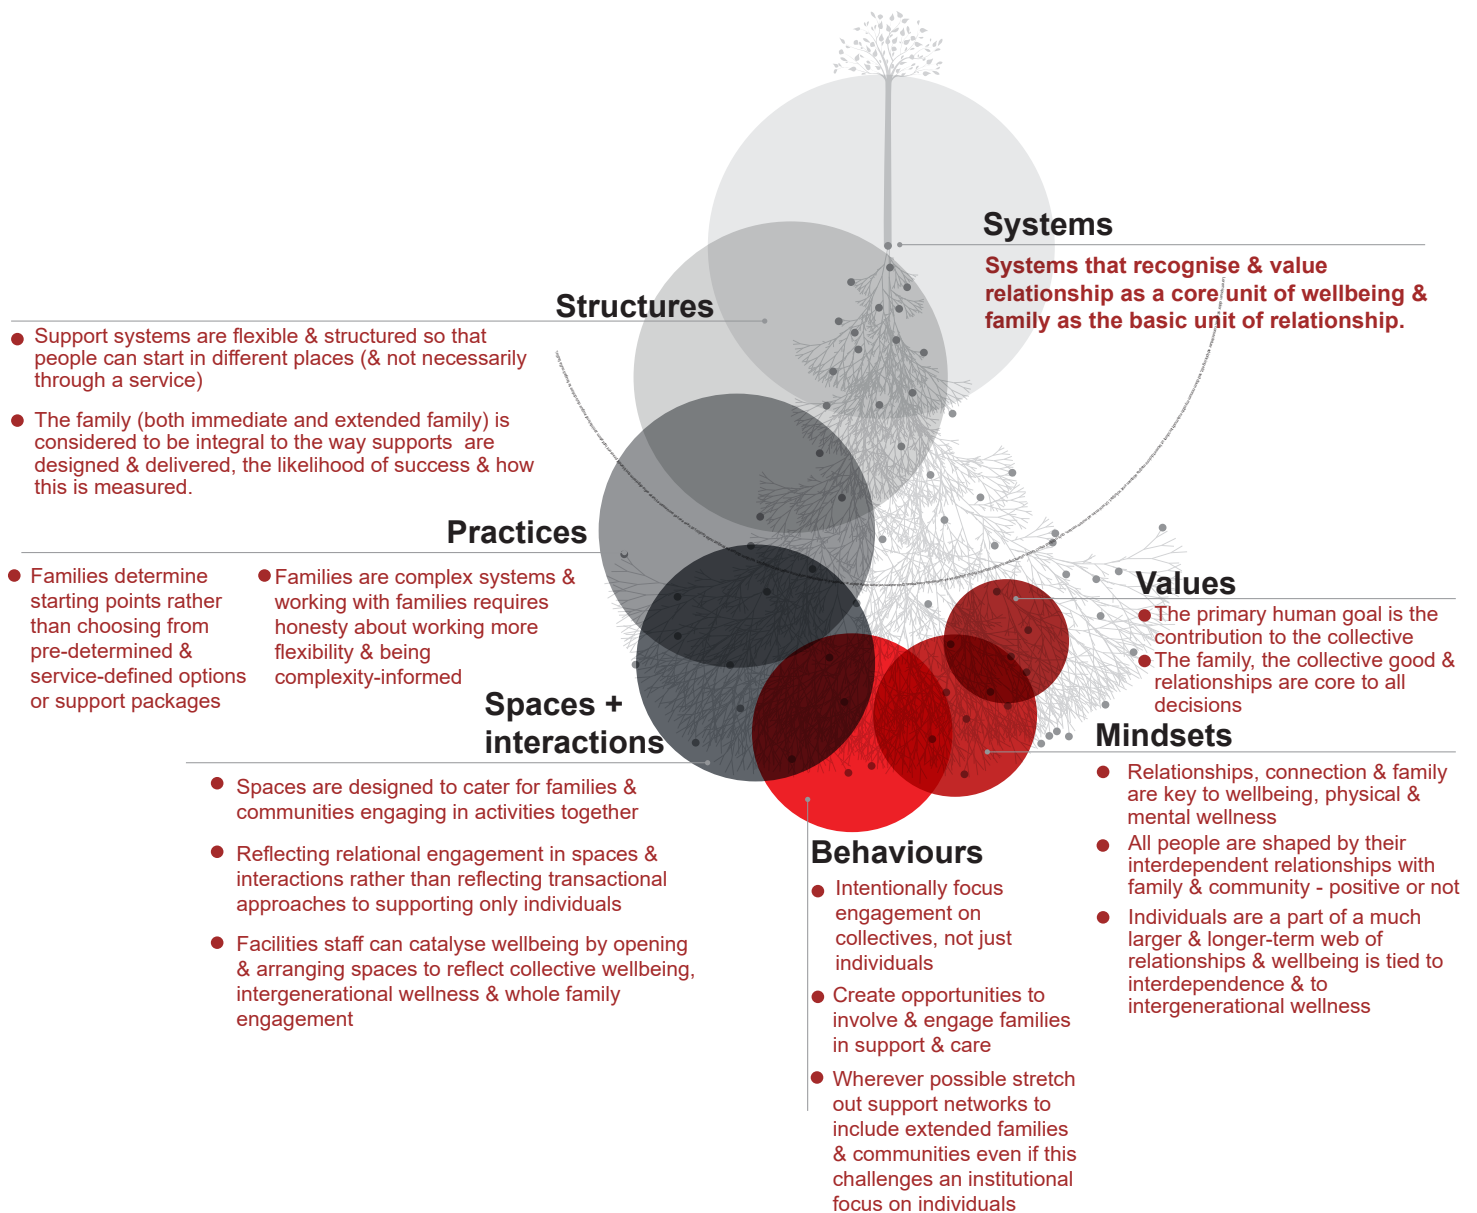 Systems
Systems that recognise & value
relationship as a core unit of wellbeing &
family as the basic unit of relationship.
Structures
Support systems are flexible & structured so that
people can start in different places (& not necessarily
through a service)
The family (both immediate and extended family) is
considered to be integral to the way supports are
designed & delivered, the likelihood of success & how
this is measured.
Practices
Families determine
starting points rather
than choosing from
pre-determined &
service-defined options
or support packages
Families are complex systems &
working with families requires
honesty about working more
flexibility & being
complexity-informed
Values
The primary human goal is the
contribution to the collective
The family, the collective good &
relationships are core to all
decisions
Spaces +
interactions
Spaces are designed to cater for families &
communities engaging in activities together
Reflecting relational engagement in spaces &
interactions rather than reflecting transactional
approaches to supporting only individuals
Facilities staff can catalyse wellbeing by opening
& arranging spaces to reflect collective wellbeing,
intergenerational wellness & whole family
engagement
Mindsets
Relationships, connection & family
are key to wellbeing, physical &
mental wellness
All people are shaped by their
interdependent relationships with
family & community - positive or not
Individuals are a part of a much
larger & longer-term web of
relationships & wellbeing is tied to
interdependence & to
intergenerational wellness
Behaviours
Intentionally focus
engagement on
collectives, not just
individuals
Create opportunities to
involve & engage families
in support & care
Wherever possible stretch
out support networks to
include extended families
& communities even if this
challenges an institutional
focus on individuals